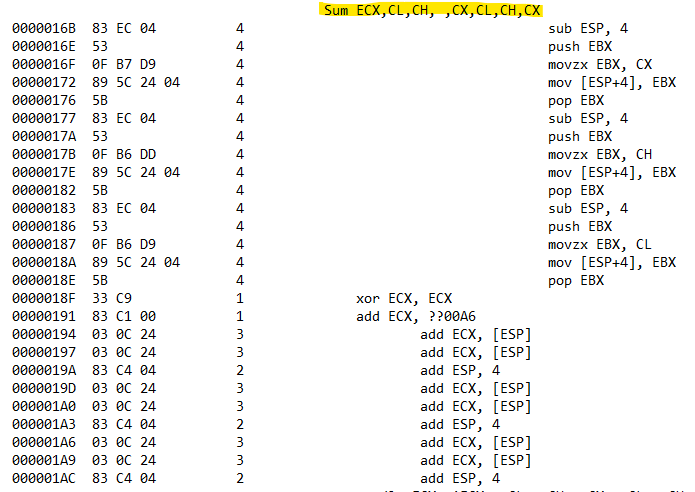 Sum ECX,CL,CH, ,CX,CL,CH,CX
0000016B 83 EC 04 4 sub ESP, 4
0000016E 53 4 push EBX
0000016F 0F B7 D9 4 movzx EBX, CX
00000172 89 5C 24 04 4 mov [ESP+4], EBX
00000176 5B 4 pop EBX
00000177 83 EC 04 4 sub ESP, 4
0000017A 53 4 push EBX
0000017B 0F B6 DD 4 movzx EBX, CH
0000017E 89 5C 24 04 4 mov [ESP+4], EBX
00000182 5B 4 pop EBX
00000183 83 EC 04 4 sub ESP, 4
00000186 53 4 push EBX
00000187 0F B6 D9 4 movzx EBX, CL
0000018A 89 5C 24 04 4 mov [ESP+4], EBX
0000018E 5B 4 pop EBX
0000018F 33 C9 1 xor ECX, ECX
00000191 83 C1 00 1 add ECX, ??00A6
00000194 03 0C 24 3 add ECX, [ESP]
00000197 03 0C 24 3 add ECX, [ESP]
0000019A 83 C4 04 2 add ESP, 4
0000019D 03 0C 24 3 add ECX, [ESP]
000001A0 03 0C 24 3 add ECX, [ESP]
000001A3 83 C4 04 2 add ESP, 4
000001A6 03 0C 24 3 add ECX, [ESP]
000001A9 03 0C 24 3 add ECX, [ESP]
000001AC 83 C4 04 2 add ESP, 4